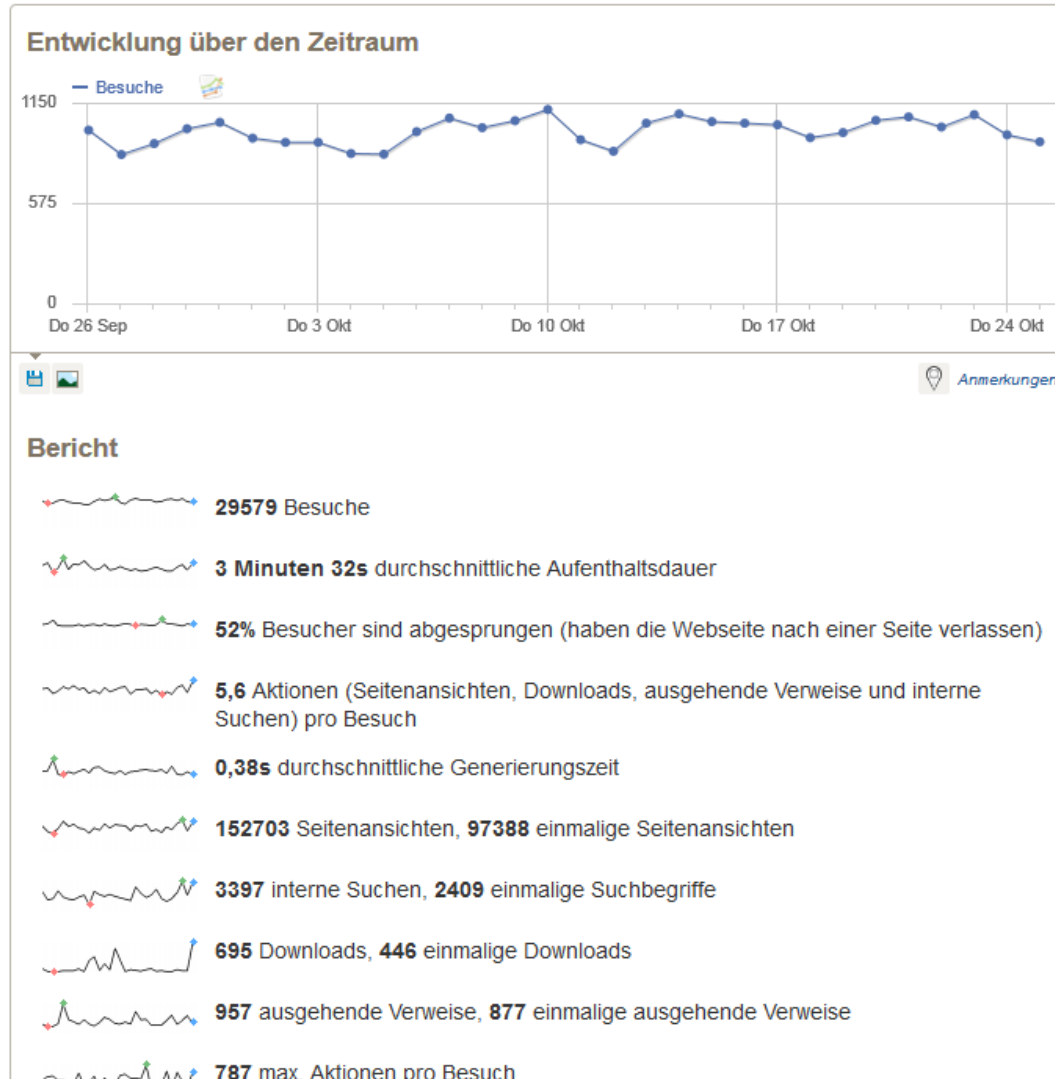 Entwicklung über den Zeitraum
Besuche
1150
575
0
Do 26 Sep Do 3 Okt Do 10 Okt Do 17 Okt Do 24 Okt
Anmerkungen
Bericht
29579 Besuche
3 Minuten 32s durchschnittliche Aufenthaltsdauer
52% Besucher sind abgesprungen (haben die Webseite nach einer Seite verlassen)
5,6 Aktionen (Seitenansichten, Downloads, ausgehende Verweise und interne
Suchen) pro Besuch
0,38s durchschnittliche Generierungszeit
152703 Seitenansichten, 97388 einmalige Seitenansichten
3397 interne Suchen, 2409 einmalige Suchbegriffe
695 Downloads, 446 einmalige Downloads
957 ausgehende Verweise, 877 einmalige ausgehende Verweise
787 max. Aktionen pro Besuch